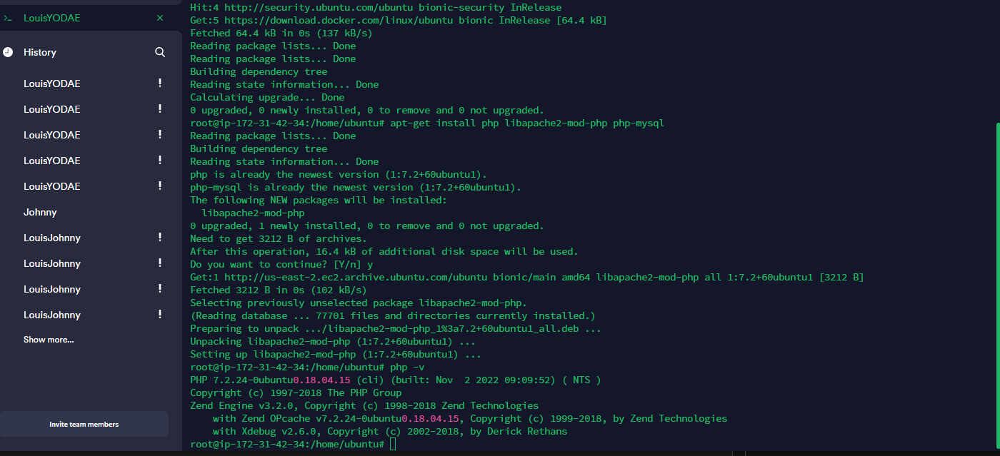 LouisYODAE
History
LouisYODAE !
LouisYODAE !
LouisYODAE !
LouisYODAE !
LouisYODAE !
Johnny
LouisJohnny !
LouisJohnny !
LouisJohnny !
LouisJohnny !
Show more...
Invite team members
Hit:4 http://security.ubuntu.com/ubuntu bionic-security InRelease
Get:5 https://download.docker.com/linux/ubuntu bionic InRelease [64.4 kB]
Fetched 64.4 kB in 0s (137 kB/s)
Reading package lists... Done
Reading package lists... Done
Building dependency tree
Reading state information... Done
Calculating upgrade... Done
0 upgraded, 0 newly installed, 0 to remove and 0 not upgraded.
root@ip-172-31-42-34:/home/ubuntu# apt-get install php libapache2-mod-php php-mysql
Reading package lists... Done
Building dependency tree
Reading state information... Done
php is already the newest version (1:7.2+60ubuntu1).
php-mysql is already the newest version (1:7.2+60ubuntu1).
The following NEW packages will be installed:
  libapache2-mod-php
0 upgraded, 1 newly installed, 0 to remove and 0 not upgraded.
Need to get 3212 B of archives.
After this operation, 16.4 kB of additional disk space will be used.
Do you want to continue? [Y/n] y
Get:1 http://us-east-2.ec2.archive.ubuntu.com/ubuntu bionic/main amd64 libapache2-mod-php all 1:7.2+60ubuntu1 [3212 B]
Fetched 3212 B in 0s (102 kB/s)
Selecting previously unselected package libapache2-mod-php.
(Reading database ... 77701 files and directories currently installed.)
Preparing to unpack .../libapache2-mod-php_1%3a7.2+60ubuntu1_all.deb ...
Unpacking libapache2-mod-php (1:7.2+60ubuntu1) ...
Setting up libapache2-mod-php (1:7.2+60ubuntu1) ...
root@ip-172-31-42-34:/home/ubuntu# php -v
PHP 7.2.24-0ubuntu0.18.04.15 (cli) (built: Nov  2 2022 09:09:52) ( NTS )
Copyright (c) 1997-2018 The PHP Group
Zend Engine v3.2.0, Copyright (c) 1998-2018 Zend Technologies
    with Zend OPcache v7.2.24-0ubuntu0.18.04.15, Copyright (c) 1999-2018, by Zend Technologies
    with Xdebug v2.6.0, Copyright (c) 2002-2018, by Derick Rethans
root@ip-172-31-42-34:/home/ubuntu#